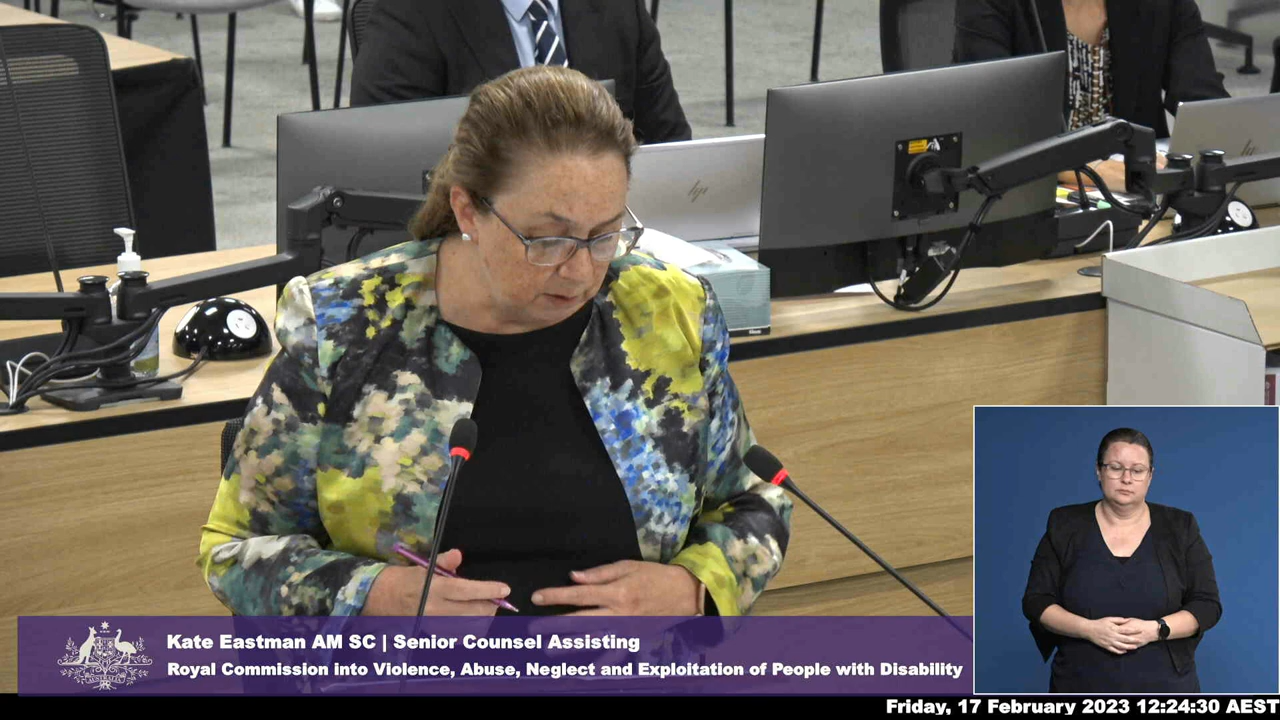 hp
Kate Eastman AM SC | Senior Counsel Assisting
Royal Commission into Violence, Abuse, Neglect and Exploitation of People with Disability
Friday, 17 February 2023 12:24:30 AEST